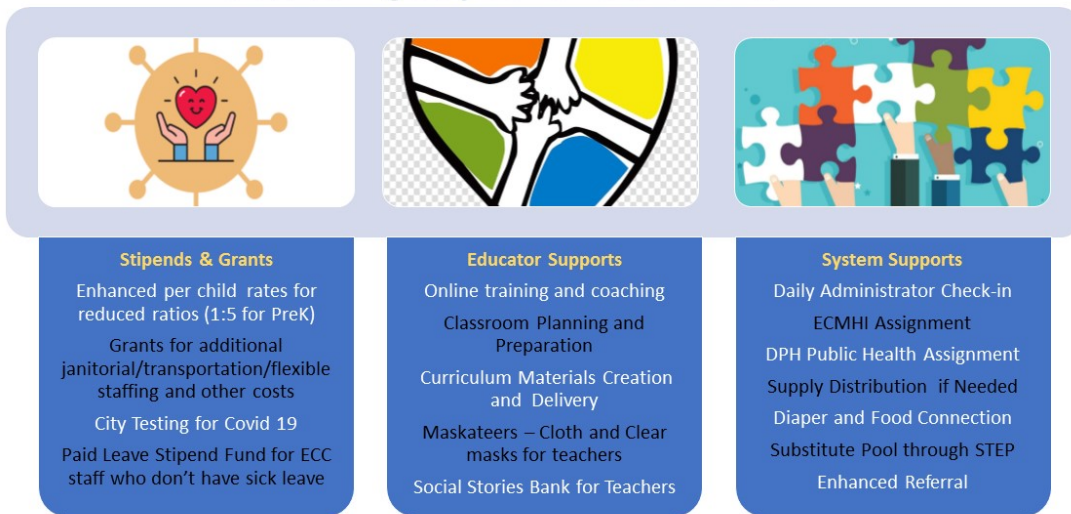 Stipends & Grants
Enhanced per child rates for
reduced ratios (1:5 for PreK)
Grants for additional
janitorial/transportation/flexible
staffing and other costs
City Testing for Covid 19
Paid Leave Stipend Fund for ECC
staff who don't have sick leave
Educator Supports
Online training and coaching
Classroom Planning and
Preparation
Curriculum Materials Creation
and Delivery
Maskateers – Cloth and Clear
masks for teachers
Social Stories Bank for Teachers
System Supports
Daily Administrator Check-in
ECMHI Assignment
DPH Public Health Assignment
Supply Distribution if Needed
Diaper and Food Connection
Substitute Pool through STEP
Enhanced Referral